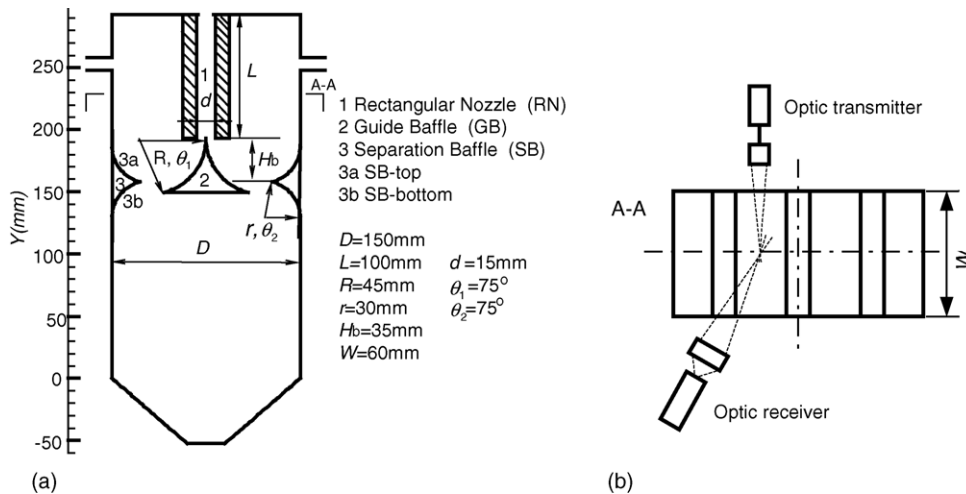 250
200
150
100
50
0
-50
Y(mm)
1
d
L
A-A
3a
3
3b
R, θ1
2
Hb
r, θ2
D
1 Rectangular Nozzle (RN)
2 Guide Baffle (GB)
3 Separation Baffle (SB)
3a SB-top
3b SB-bottom
D=150mm
L=100mm d =15mm
R=45mm θ1=75o
r=30mm θ2=75o
Hb=35mm
W=60mm
(a)
Optic transmitter
A-A
W
Optic receiver
(b)